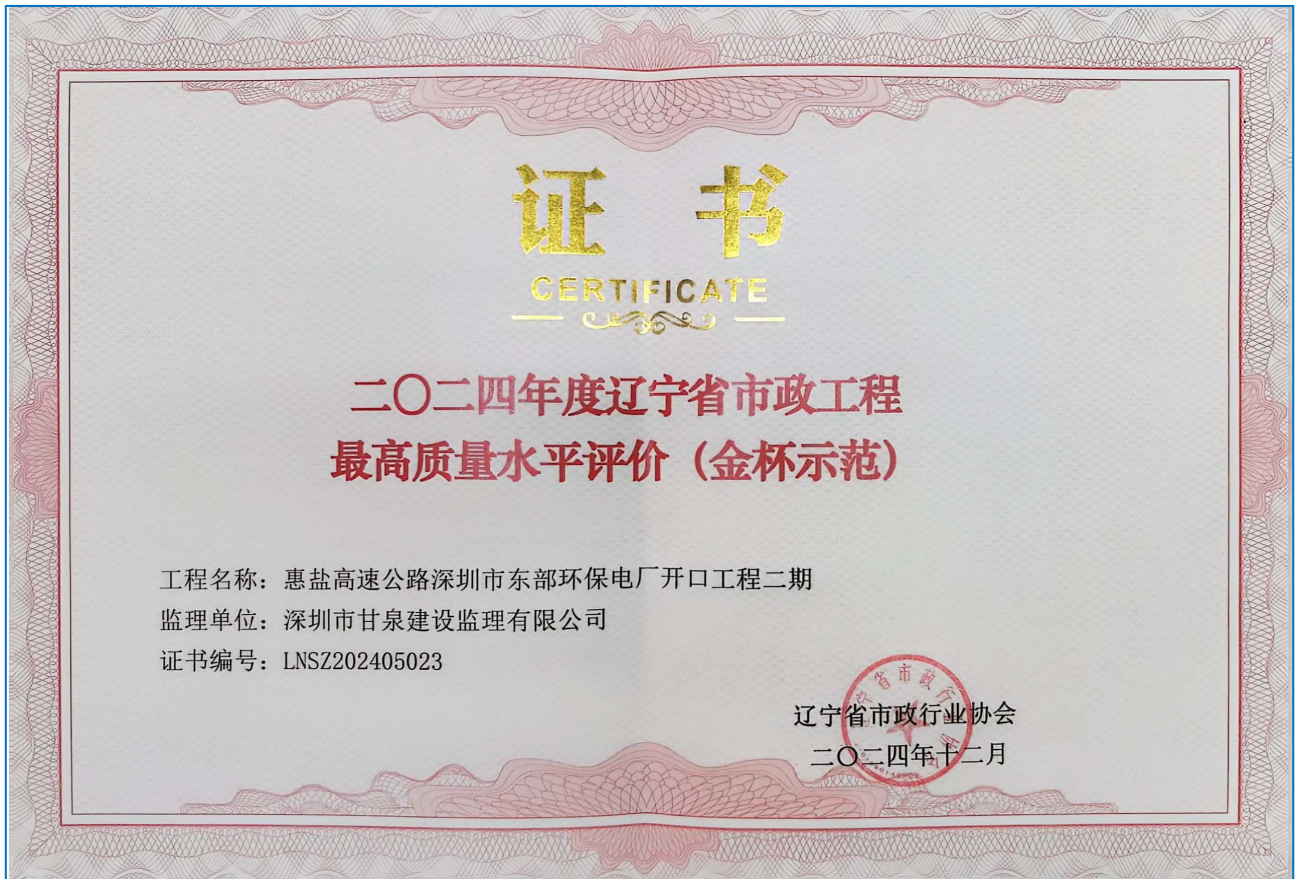 证 书
CERTIFICATE
二〇二四年度辽宁省市政工程
最高质量水平评价（金杯示范）
工程名称：惠盐高速公路深圳市东部环保电厂开口工程二期
监理单位：深圳市甘泉建设监理有限公司
证书编号：LNSZ202405023
辽宁省市政行业协会
二〇二四年十二月